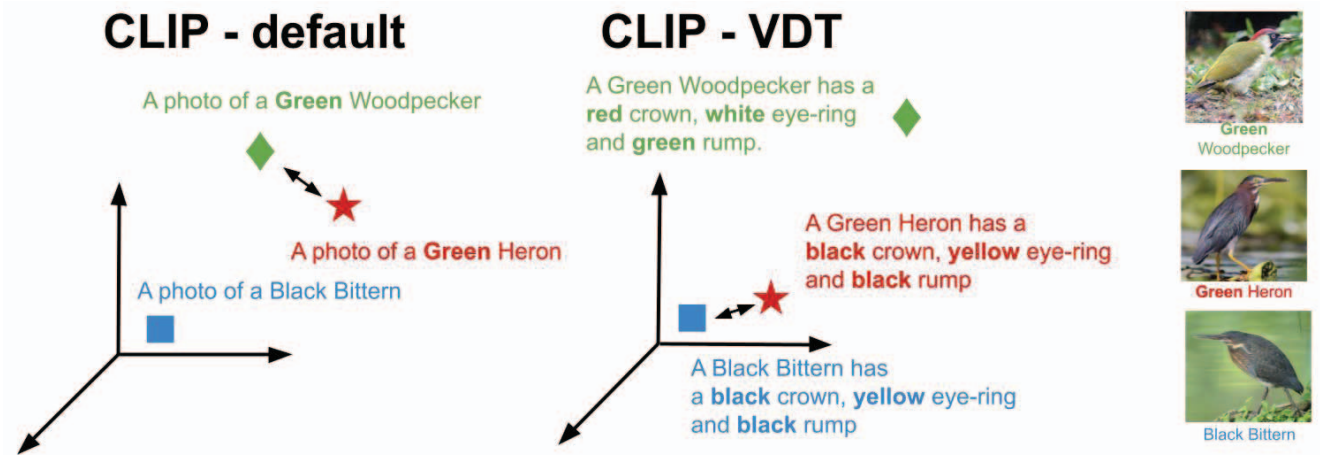 CLIP - default
A photo of a Green Woodpecker
A photo of a Green Heron
A photo of a Black Bittern
CLIP - VDT
A Green Woodpecker has a
red crown, white eye-ring
and green rump.
A Green Heron has a
black crown, yellow eye-ring
and black rump
A Black Bittern has
a black crown, yellow eye-ring
and black rump
Green
Woodpecker
Green Heron
Black Bittern